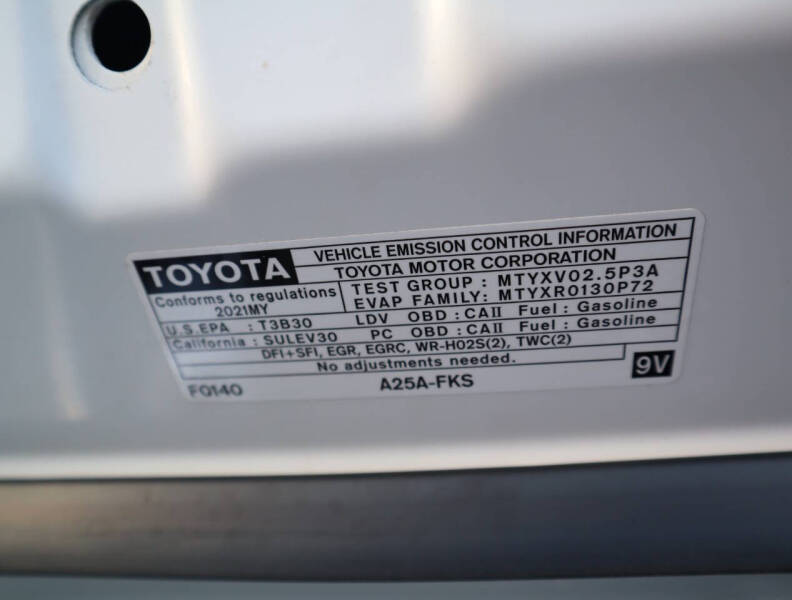 TOYOTA
VEHICLE EMISSION CONTROL INFORMATION
TOYOTA MOTOR CORPORATION
Conforms to regulations
2021MY
TEST GROUP : MTYXV02.5P3A
EVAP FAMILY: MTYXR0130P72
U.S.EPA : T3B30 LDV OBD : CAII Fuel : Gasoline
California : SULEV30 PC OBD : CAII Fuel : Gasoline
DFI+SFI, EGR, EGRC, WR-HO2S(2), TWC(2)
No adjustments needed.
9V
F0140 A25A-FKS